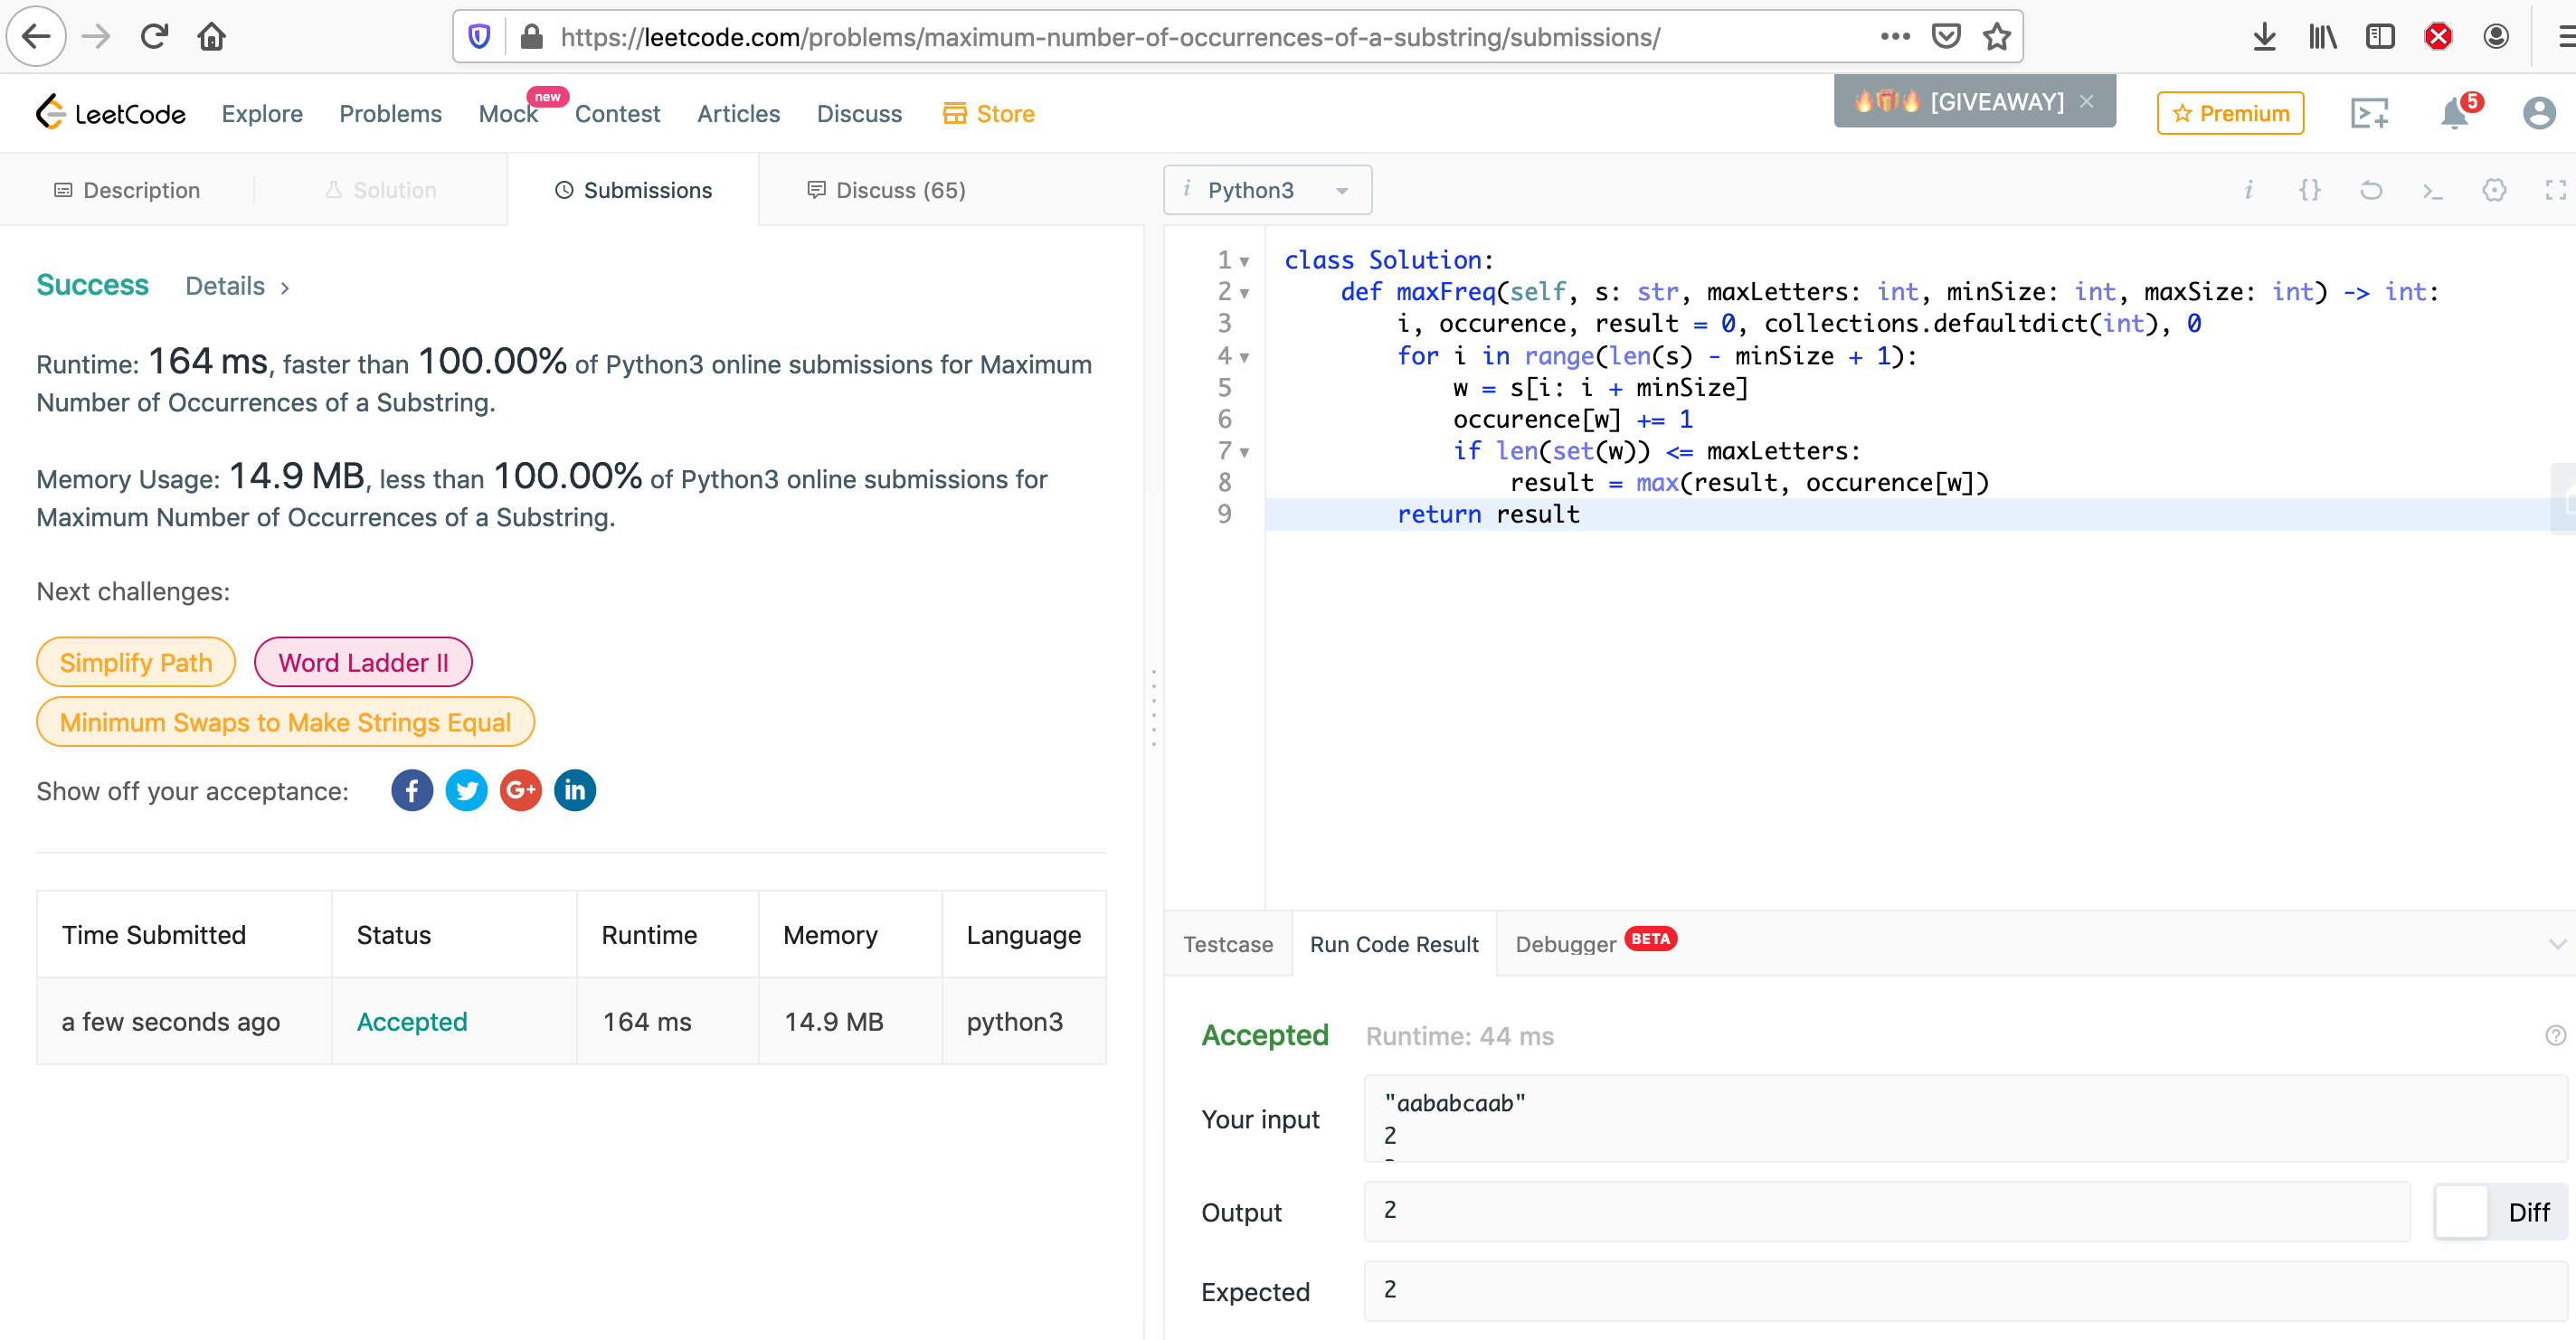 https://leetcode.com/problems/maximum-number-of-occurrences-of-a-substring/submissions/
LeetCode Explore Problems Mock new Contest Articles Discuss Store [GIVEAWAY] × Premium 5
Description Solution Submissions Discuss (65)
Success Details >
Runtime: 164 ms, faster than 100.00% of Python3 online submissions for Maximum
Number of Occurrences of a Substring.
Memory Usage: 14.9 MB, less than 100.00% of Python3 online submissions for
Maximum Number of Occurrences of a Substring.
Next challenges:
Simplify Path Word Ladder II
Minimum Swaps to Make Strings Equal
Show off your acceptance: f G+ in
Time Submitted Status Runtime Memory Language
a few seconds ago Accepted 164 ms 14.9 MB python3
i Python3 i {} >_
1 class Solution:
2 def maxFreq(self, s: str, maxLetters: int, minSize: int, maxSize: int) -> int:
3 i, occurence, result = 0, collections.defaultdict(int), 0
4 for i in range(len(s) - minSize + 1):
5 w = s[i: i + minSize]
6 occurence[w] += 1
7 if len(set(w)) <= maxLetters:
8 result = max(result, occurence[w])
9 return result
Testcase Run Code Result Debugger BETA
Accepted Runtime: 44 ms ?
Your input
"aababcaab"
2
Output 2 Diff
Expected 2